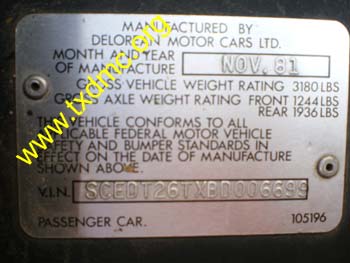 MANUFACTURED BY
DELOREAN MOTOR CARS LTD.
MONTH AND YEAR
OF MANUFACTURE NOV. 81
GROSS VEHICLE WEIGHT RATING 3180 LBS
GROSS AXLE WEIGHT RATING FRONT 1244 LBS
REAR 1936 LBS
THE VEHICLE CONFORMS TO ALL
APPLICABLE FEDERAL MOTOR VEHICLE
SAFETY AND BUMPER STANDARDS IN
EFFECT ON THE DATE OF MANUFACTURE
SHOWN ABOVE.
V.I.N. SCEDT26TXBD006699
PASSENGER CAR. 105196
www.txdmc.org